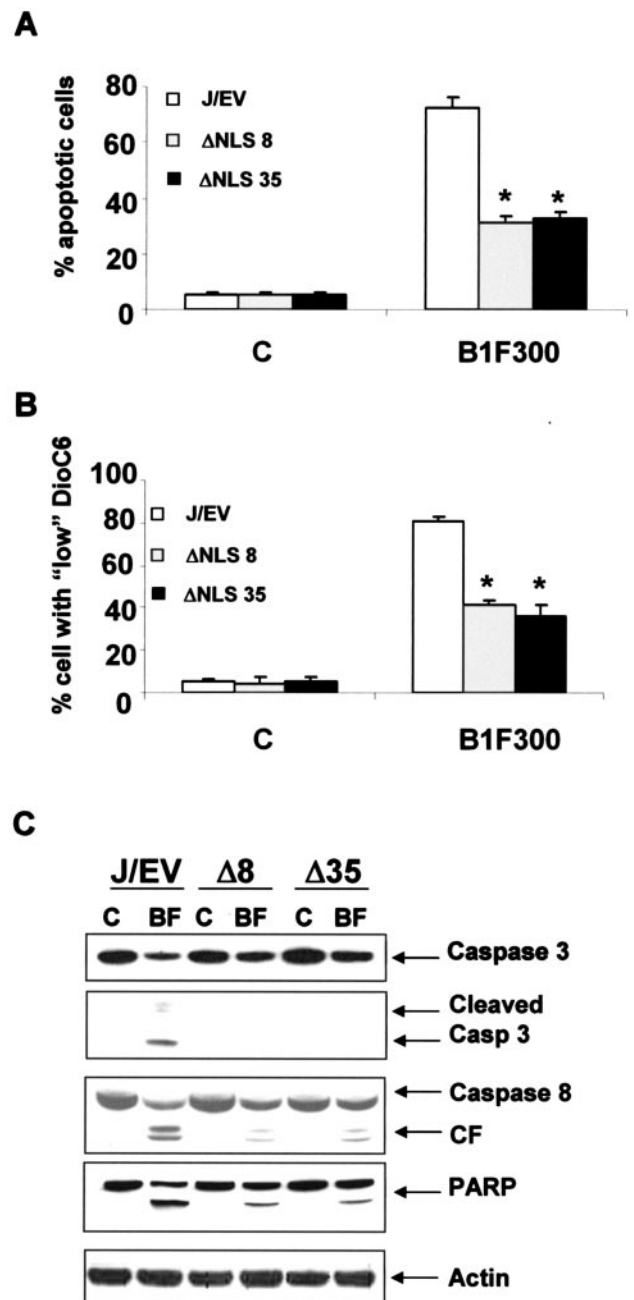 A
% apoptotic cells
80
60
40
20
0
J/EV
ΔNLS 8
ΔNLS 35
* *
C B1F300
B
% cell with “low” DioC6
100
80
60
40
20
0
J/EV
ΔNLS 8
ΔNLS 35
* *
C B1F300
C
J/EV Δ8 Δ35
C BF C BF C BF
Caspase 3
Cleaved
Casp 3
Caspase 8
CF
PARP
Actin